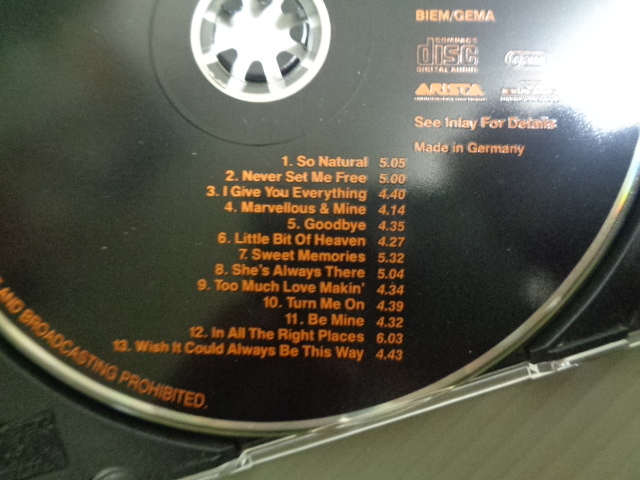 BIEM/GEMA
COMPACT
disc
DIGITAL AUDIO
ARISTA
See Inlay For Details
Made in Germany
1. So Natural 5.05
2. Never Set Me Free 5.00
3. I Give You Everything 4.40
4. Marvellous & Mine 4.14
5. Goodbye 4.35
6. Little Bit Of Heaven 4.27
7. Sweet Memories 5.32
8. She's Always There 5.04
9. Too Much Love Makin' 4.34
10. Turn Me On 4.39
11. Be Mine 4.32
12. In All The Right Places 6.03
13. Wish It Could Always Be This Way 4.43
AND BROADCASTING PROHIBITED.